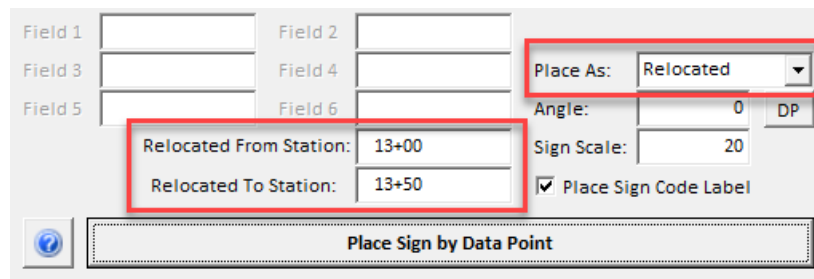 Field 1 Field 2
Field 3 Field 4 Place As: Relocated
Field 5 Field 6 Angle: 0 DP
Relocated From Station: 13+00 Sign Scale: 20
Relocated To Station: 13+50 Place Sign Code Label
? Place Sign by Data Point